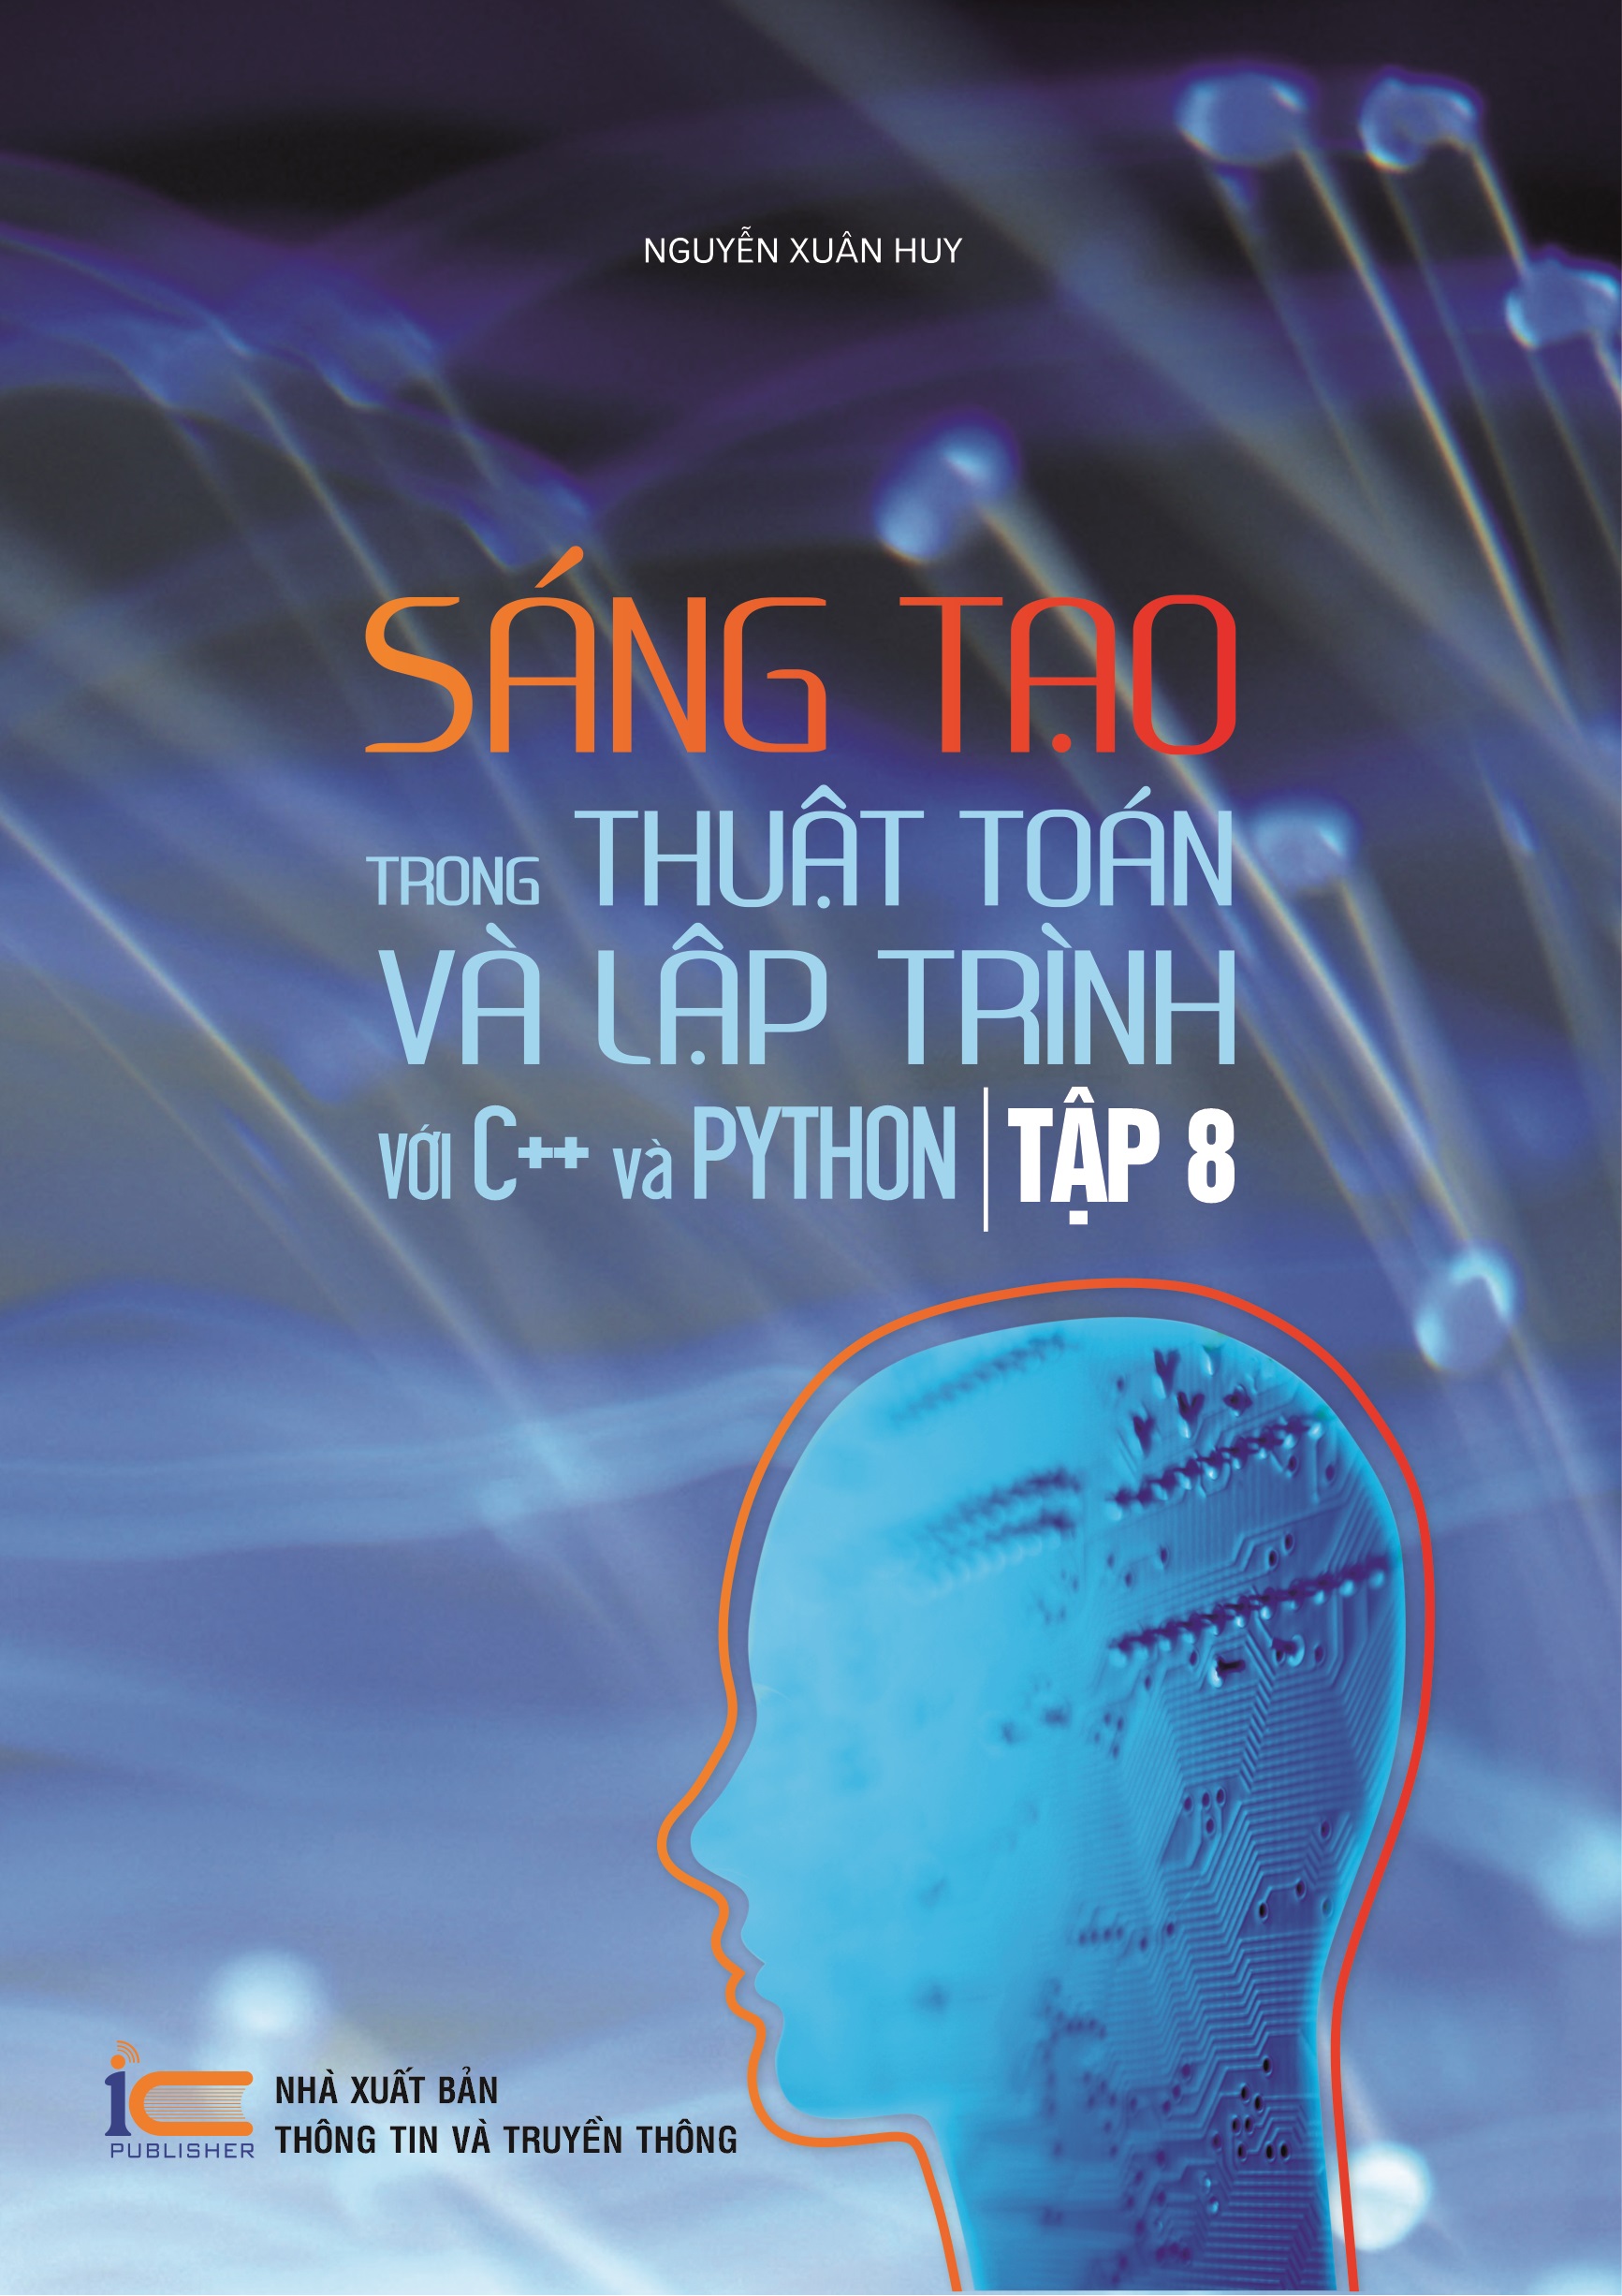 NGUYỄN XUÂN HUY
SÁNG TẠO
TRONG THUẬT TOÁN
VÀ LẬP TRÌNH
VỚI C++ và PYTHON | TẬP 8
iC
PUBLISHER
NHÀ XUẤT BẢN
THÔNG TIN VÀ TRUYỀN THÔNG